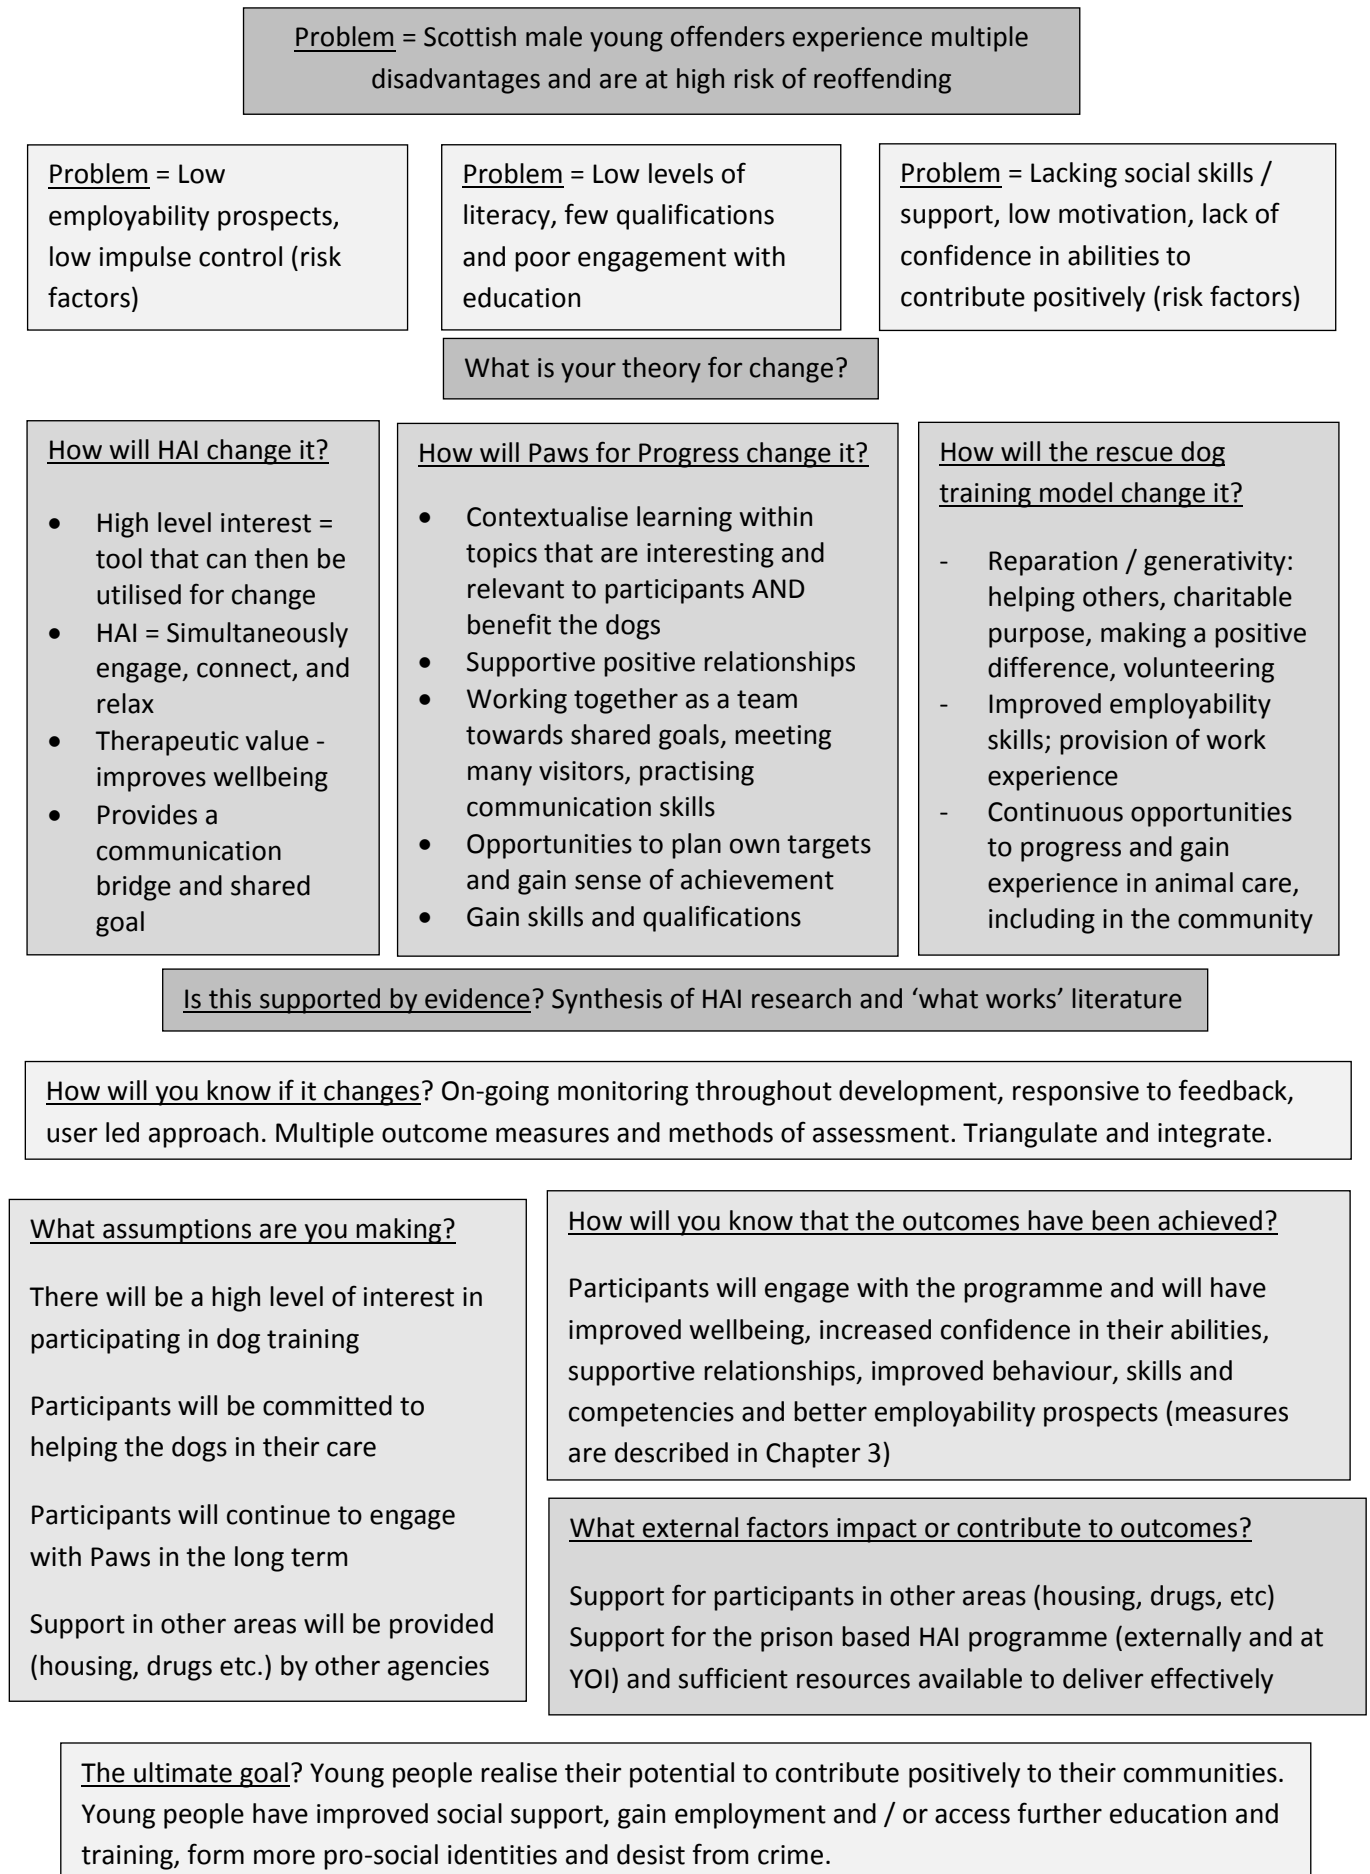 Problem = Scottish male young offenders experience multiple
disadvantages and are at high risk of reoffending
Problem = Low
employability prospects,
low impulse control (risk
factors)
Problem = Low levels of
literacy, few qualifications
and poor engagement with
education
Problem = Lacking social skills /
support, low motivation, lack of
confidence in abilities to
contribute positively (risk factors)
What is your theory for change?
How will HAI change it?
• High level interest =
tool that can then be
utilised for change
• HAI = Simultaneously
engage, connect, and
relax
• Therapeutic value -
improves wellbeing
• Provides a
communication
bridge and shared
goal
How will Paws for Progress change it?
• Contextualise learning within
topics that are interesting and
relevant to participants AND
benefit the dogs
• Supportive positive relationships
• Working together as a team
towards shared goals, meeting
many visitors, practising
communication skills
• Opportunities to plan own targets
and gain sense of achievement
• Gain skills and qualifications
How will the rescue dog
training model change it?
- Reparation / generativity:
helping others, charitable
purpose, making a positive
difference, volunteering
- Improved employability
skills; provision of work
experience
- Continuous opportunities
to progress and gain
experience in animal care,
including in the community
Is this supported by evidence? Synthesis of HAI research and ‘what works’ literature
How will you know if it changes? On-going monitoring throughout development, responsive to feedback,
user led approach. Multiple outcome measures and methods of assessment. Triangulate and integrate.
What assumptions are you making?
There will be a high level of interest in
participating in dog training
Participants will be committed to
helping the dogs in their care
Participants will continue to engage
with Paws in the long term
Support in other areas will be provided
(housing, drugs etc.) by other agencies
How will you know that the outcomes have been achieved?
Participants will engage with the programme and will have
improved wellbeing, increased confidence in their abilities,
supportive relationships, improved behaviour, skills and
competencies and better employability prospects (measures
are described in Chapter 3)
What external factors impact or contribute to outcomes?
Support for participants in other areas (housing, drugs, etc)
Support for the prison based HAI programme (externally and at
YOI) and sufficient resources available to deliver effectively
The ultimate goal? Young people realise their potential to contribute positively to their communities.
Young people have improved social support, gain employment and / or access further education and
training, form more pro-social identities and desist from crime.